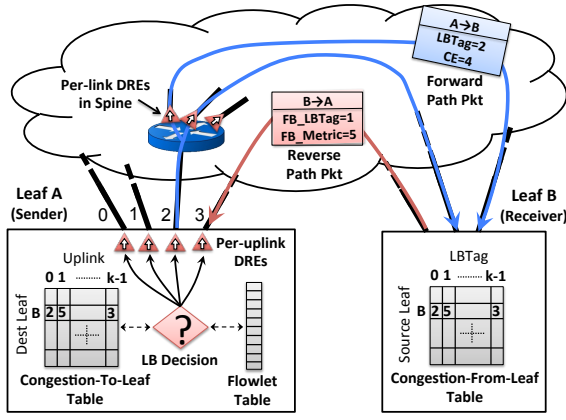 A→B
LBTag=2
CE=4
Forward
Path Pkt
Per-link DREs
in Spine
B→A
FB_LBTag=1
FB_Metric=5
Reverse
Path Pkt
Leaf A
(Sender)
0 1 2 3
Leaf B
(Receiver)
Per-uplink
DREs
Uplink
0 1 ......... k-1
Dest Leaf
B 2 5 3
?
LB Decision
Congestion-To-Leaf
Table
Flowlet
Table
LBTag
0 1 ......... k-1
Source Leaf
B 2 5 3
Congestion-From-Leaf
Table